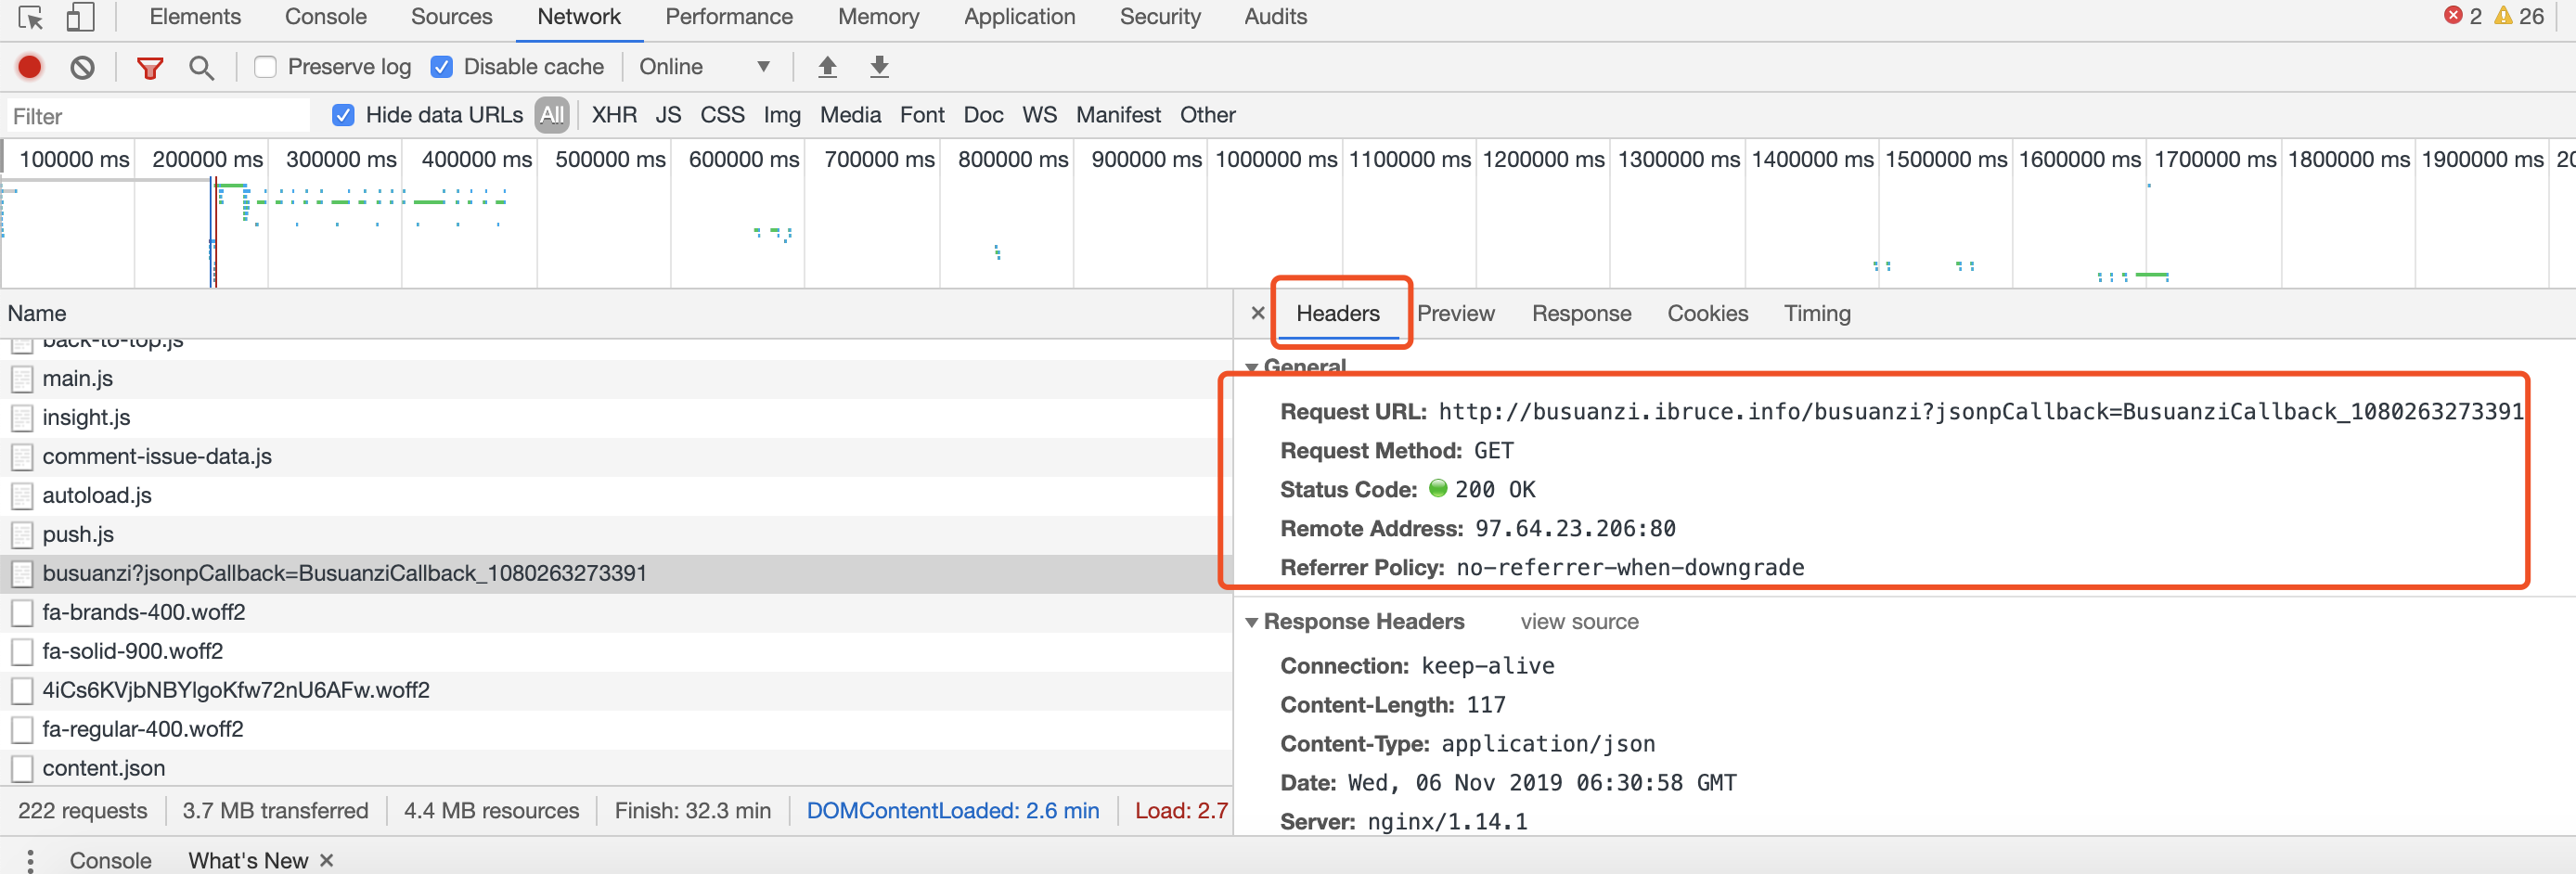 Elements Console Sources Network Performance Memory Application Security Audits 2 26
Preserve log Disable cache Online
Filter Hide data URLs All XHR JS CSS Img Media Font Doc WS Manifest Other
100000 ms 200000 ms 300000 ms 400000 ms 500000 ms 600000 ms 700000 ms 800000 ms 900000 ms 1000000 ms 1100000 ms 1200000 ms 1300000 ms 1400000 ms 1500000 ms 1600000 ms 1700000 ms 1800000 ms 1900000 ms 20
Name
back-to-top.js
main.js
insight.js
comment-issue-data.js
autoload.js
push.js
busuanzi?jsonpCallback=BusuanziCallback_1080263273391
fa-brands-400.woff2
fa-solid-900.woff2
4iCs6KVjbNBYlgoKfw72nU6AFw.woff2
fa-regular-400.woff2
content.json
222 requests 3.7 MB transferred 4.4 MB resources Finish: 32.3 min DOMContentLoaded: 2.6 min Load: 2.7
× Headers Preview Response Cookies Timing
General
Request URL: http://busuanzi.ibruce.info/busuanzi?jsonpCallback=BusuanziCallback_1080263273391
Request Method: GET
Status Code: 200 OK
Remote Address: 97.64.23.206:80
Referrer Policy: no-referrer-when-downgrade
Response Headers view source
Connection: keep-alive
Content-Length: 117
Content-Type: application/json
Date: Wed, 06 Nov 2019 06:30:58 GMT
Server: nginx/1.14.1
Console What's New ×